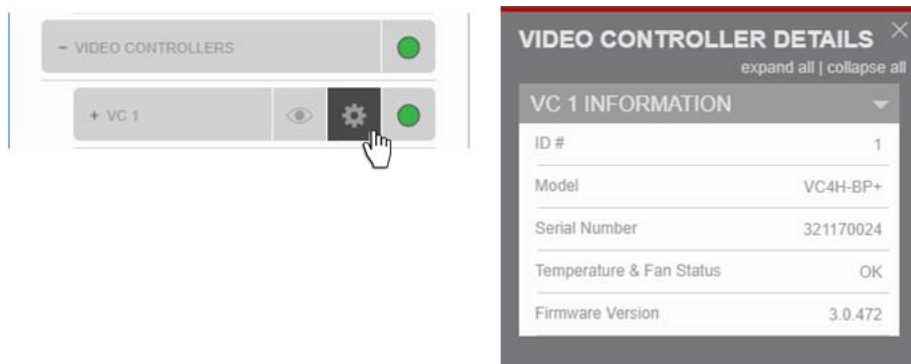 - VIDEO CONTROLLERS
+ VC 1
VIDEO CONTROLLER DETAILS
expand all | collapse all
VC 1 INFORMATION
ID # 1
Model VC4H-BP+
Serial Number 321170024
Temperature & Fan Status OK
Firmware Version 3.0.472